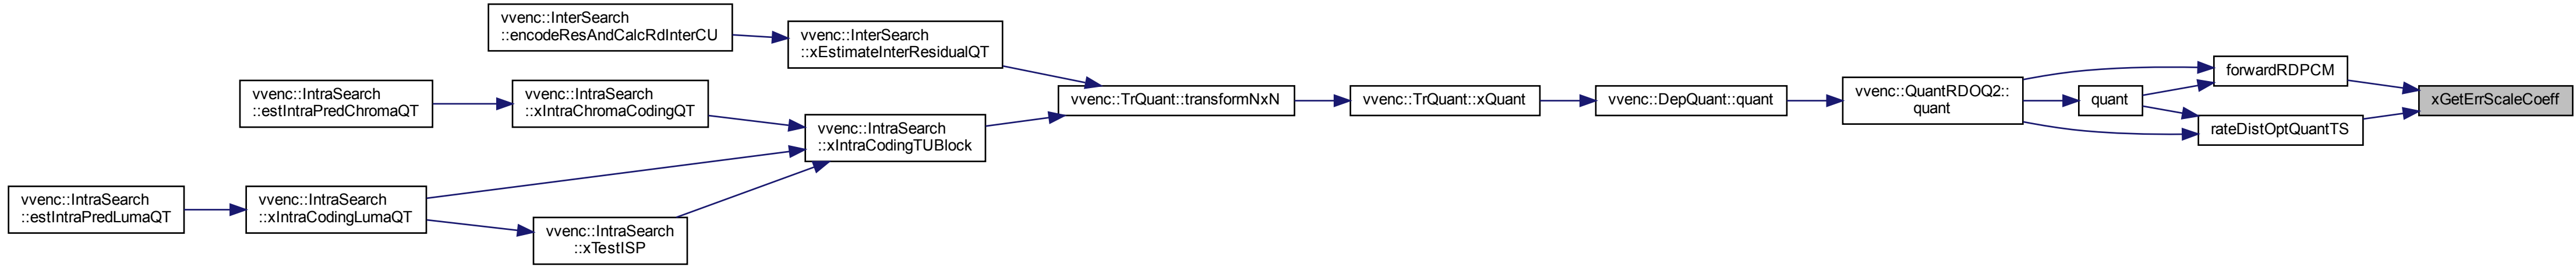 vvenc::InterSearch
::encodeResAndCalcRdInterCU
vvenc::InterSearch
::xEstimateInterResidualQT
vvenc::IntraSearch
::estIntraPredChromaQT
vvenc::IntraSearch
::xIntraChromaCodingQT
vvenc::IntraSearch
::estIntraPredLumaQT
vvenc::IntraSearch
::xIntraCodingLumaQT
vvenc::IntraSearch
::xTestISP
vvenc::IntraSearch
::xIntraCodingTUBlock
vvenc::TrQuant::transformNxN
vvenc::TrQuant::xQuant
vvenc::DepQuant::quant
vvenc::QuantRDOQ2::
quant
quant
forwardRDPCM
rateDistOptQuantTS
xGetErrScaleCoeff